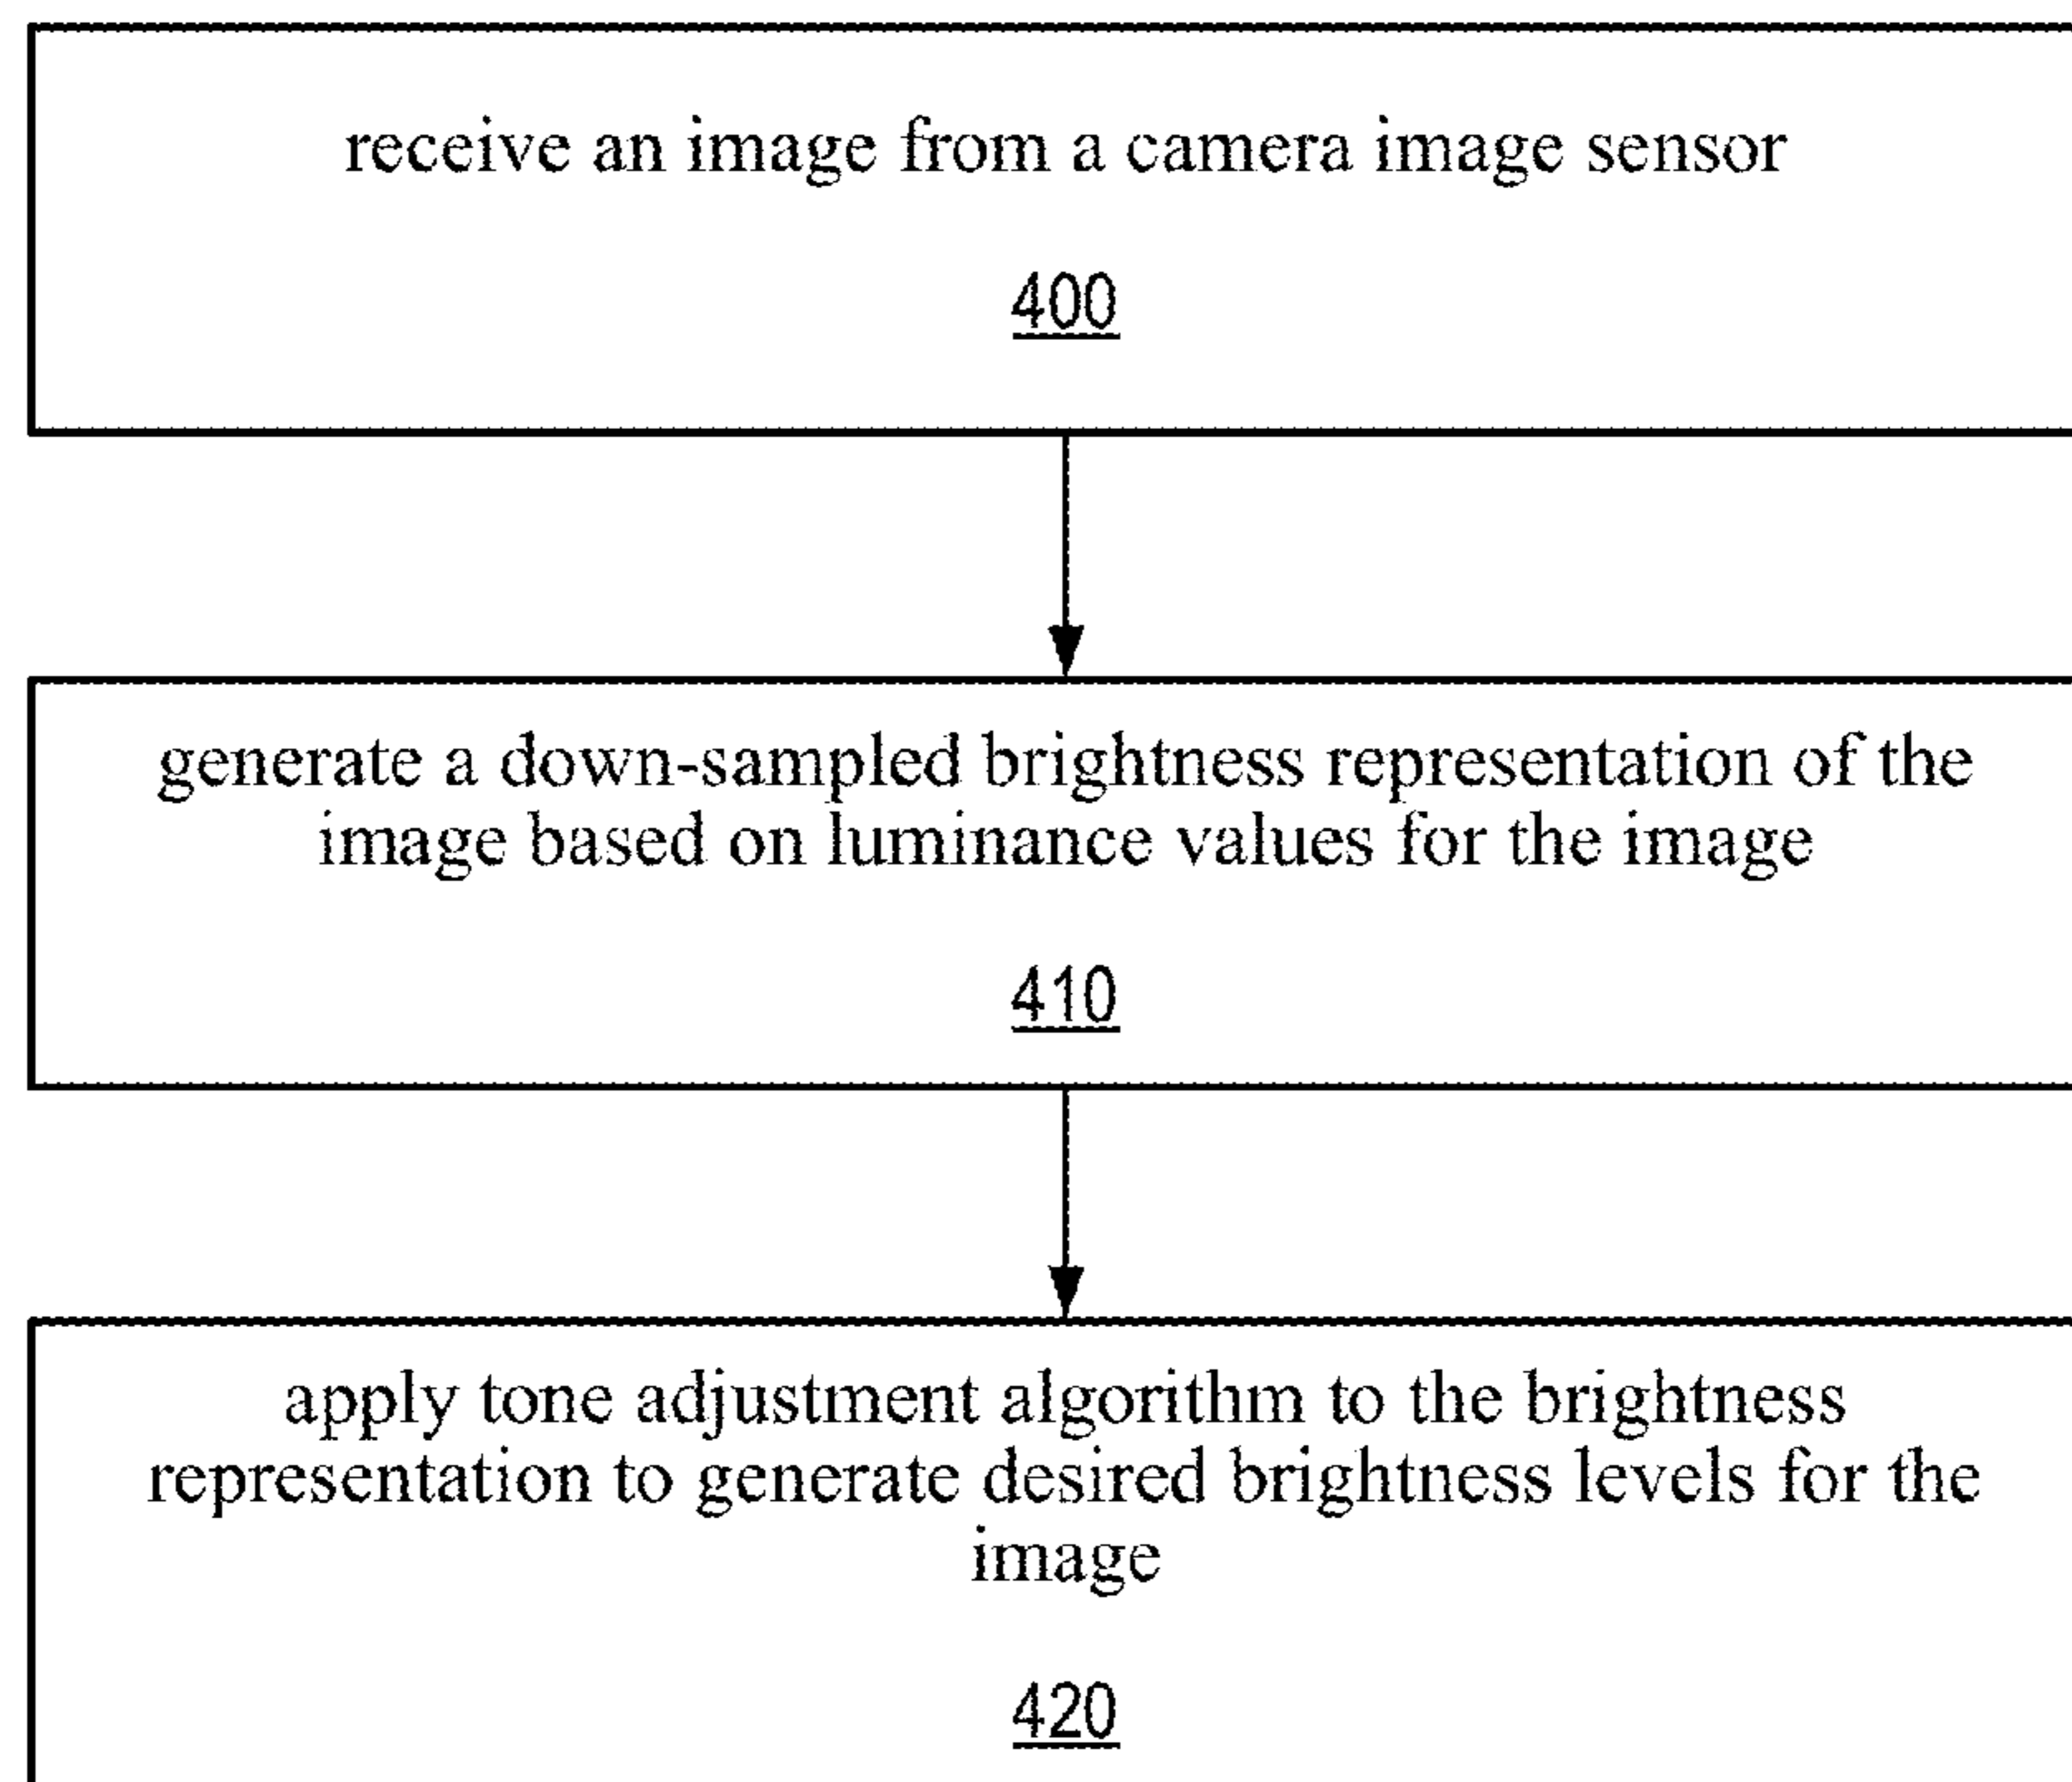 receive an image from a camera image sensor
400
generate a down-sampled brightness representation of the
image based on luminance values for the image
410
apply tone adjustment algorithm to the brightness
representation to generate desired brightness levels for the
image
420